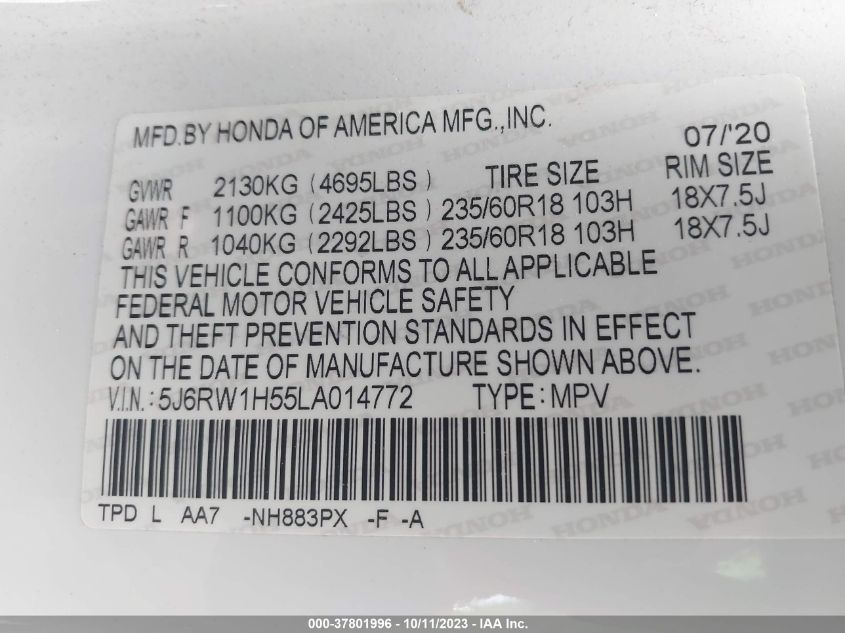 MFD.BY HONDA OF AMERICA MFG.,INC. 07/'20
GVWR 2130KG (4695LBS) TIRE SIZE RIM SIZE
GAWR F 1100KG (2425LBS) 235/60R18 103H 18X7.5J
GAWR R 1040KG (2292LBS) 235/60R18 103H 18X7.5J
THIS VEHICLE CONFORMS TO ALL APPLICABLE
FEDERAL MOTOR VEHICLE SAFETY
AND THEFT PREVENTION STANDARDS IN EFFECT
ON THE DATE OF MANUFACTURE SHOWN ABOVE.
V.I.N.: 5J6RW1H55LA014772 TYPE: MPV
TPD L AA7 -NH883PX -F -A
000-37801996 - 10/11/2023 - IAA Inc.